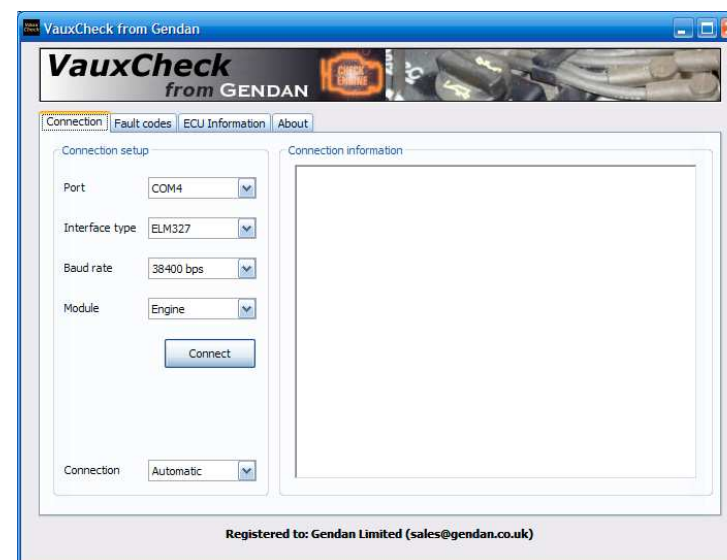 VauxCheck from Gendan
VauxCheck
from GENDAN
CHECK
ENGINE
Connection Fault codes ECU Information About
Connection setup
Connection information
Port COM4
Interface type ELM327
Baud rate 38400 bps
Module Engine
Connect
Connection Automatic
Registered to: Gendan Limited (sales@gendan.co.uk)